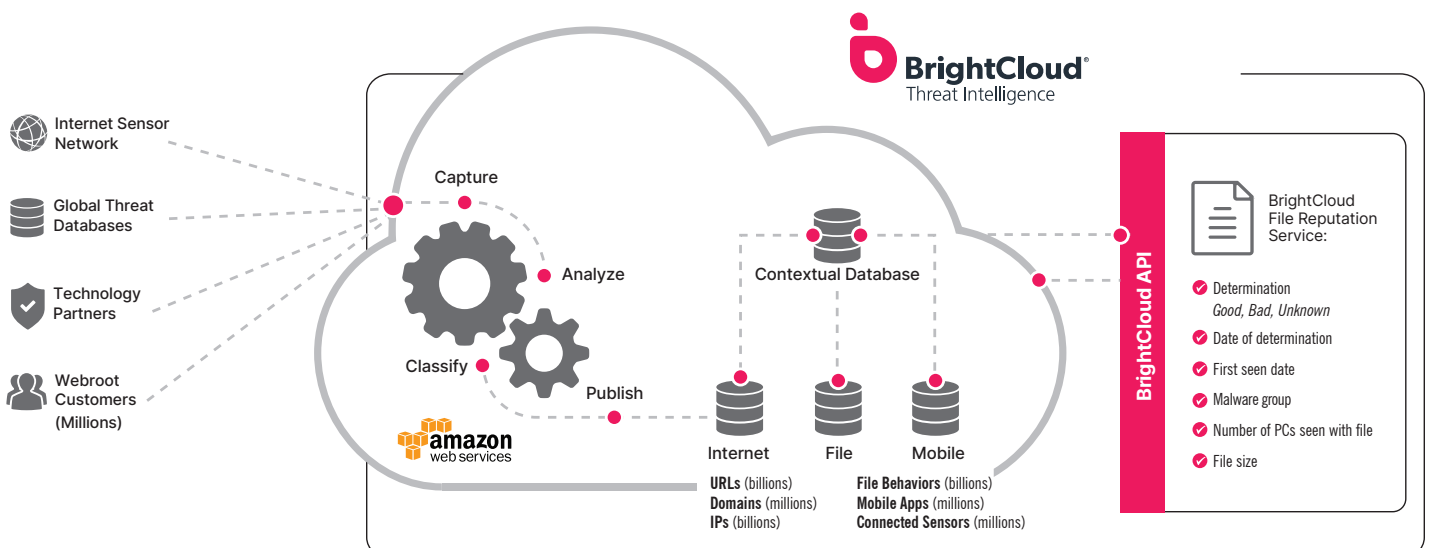 BrightCloud®
Threat Intelligence
Internet Sensor
Network
Global Threat
Databases
Technology
Partners
Webroot
Customers
(Millions)
Capture
Analyze
Classify
Publish
amazon
web services
Contextual Database
Internet
File
Mobile
URLs (billions)
Domains (millions)
IPs (billions)
File Behaviors (billions)
Mobile Apps (millions)
Connected Sensors (millions)
BrightCloud API
BrightCloud
File Reputation
Service:
Determination
Good, Bad, Unknown
Date of determination
First seen date
Malware group
Number of PCs seen with file
File size